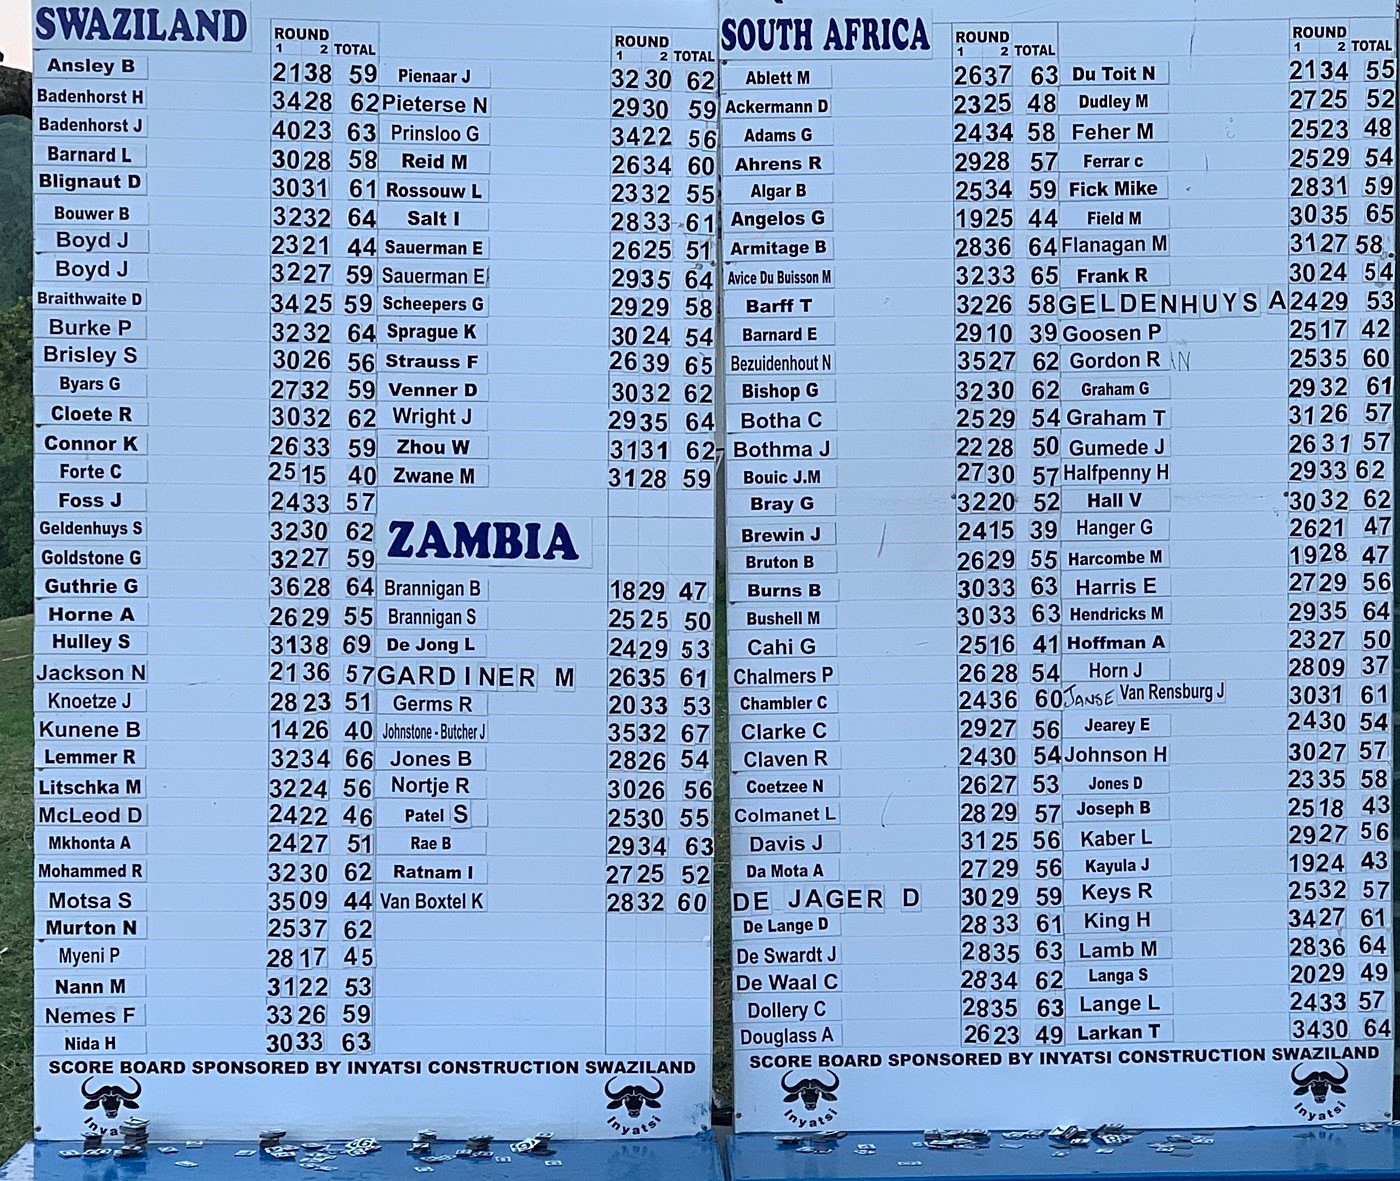 SWAZILAND
ROUND
1 2 TOTAL
Ansley B 21 38 59
Badenhorst H 34 28 62
Badenhorst J 40 23 63
Barnard L 30 28 58
Blignaut D 30 31 61
Bouwer B 32 32 64
Boyd J 23 21 44
Boyd J 32 27 59
Braithwaite D 34 25 59
Burke P 32 32 64
Brisley S 30 26 56
Byars G 27 32 59
Cloete R 30 32 62
Connor K 26 33 59
Forte C 25 15 40
Foss J 24 33 57
Geldenhuys S 32 30 62
Goldstone G 32 27 59
Guthrie G 36 28 64
Horne A 26 29 55
Hulley S 31 38 69
Jackson N 21 36 57
Knoetze J 28 23 51
Kunene B 14 26 40
Lemmer R 32 34 66
Litschka M 32 24 56
McLeod D 24 22 46
Mkhonta A 24 27 51
Mohammed R 32 30 62
Motsa S 35 09 44
Murton N 25 37 62
Myeni P 28 17 45
Nann M 31 22 53
Nemes F 33 26 59
Nida H 30 33 63
ROUND
1 2 TOTAL
Pienaar J 32 30 62
Pieterse N 29 30 59
Prinsloo G 34 22 56
Reid M 26 34 60
Rossouw L 23 32 55
Salt I 28 33 61
Sauerman E 26 25 51
Sauerman E 29 35 64
Scheepers G 29 29 58
Sprague K 30 24 54
Strauss F 26 39 65
Venner D 30 32 62
Wright J 29 35 64
Zhou W 31 31 62
Zwane M 31 28 59
ZAMBIA
Brannigan B 18 29 47
Brannigan S 25 25 50
De Jong L 24 29 53
GARDINER M 26 35 61
Germs R 20 33 53
Johnstone - Butcher J 35 32 67
Jones B 28 26 54
Nortje R 30 26 56
Patel S 25 30 55
Rae B 29 34 63
Ratnam I 27 25 52
Van Boxtel K 28 32 60
SCORE BOARD SPONSORED BY INYATSI CONSTRUCTION SWAZILAND
Inyatsi
SOUTH AFRICA
ROUND
1 2 TOTAL
Ablett M 26 37 63
Ackermann D 23 25 48
Adams G 24 34 58
Ahrens R 29 28 57
Algar B 25 34 59
Angelos G 19 25 44
Armitage B 28 36 64
Avice Du Buisson M 32 33 65
Barff T 32 26 58
Barnard E 29 10 39
Bezuidenhout N 35 27 62
Bishop G 32 30 62
Botha C 25 29 54
Bothma J 22 28 50
Bouic J.M 27 30 57
Bray G 32 20 52
Brewin J 24 15 39
Bruton B 26 29 55
Burns B 30 33 63
Bushell M 30 33 63
Cahi G 25 16 41
Chalmers P 26 28 54
Chambler C 24 36 60
Clarke C 29 27 56
Claven R 24 30 54
Coetzee N 26 27 53
Colmanet L 28 29 57
Davis J 31 25 56
Da Mota A 27 29 56
DE JAGER D 30 29 59
De Lange D 28 33 61
De Swardt J 28 35 63
De Waal C 28 34 62
Dollery C 28 35 63
Douglass A 26 23 49
ROUND
1 2 TOTAL
Du Toit N 21 34 55
Dudley M 27 25 52
Feher M 25 23 48
Ferrar c 25 29 54
Fick Mike 28 31 59
Field M 30 35 65
Flanagan M 31 27 58
Frank R 30 24 54
GELDENHUYS A 24 29 53
Goosen P 25 17 42
Gordon R IN 25 35 60
Graham G 29 32 61
Graham T 31 26 57
Gumede J 26 31 57
Halfpenny H 29 33 62
Hall V 30 32 62
Hanger G 26 21 47
Harcombe M 19 28 47
Harris E 27 29 56
Hendricks M 29 35 64
Hoffman A 23 27 50
Horn J 28 09 37
JANSE Van Rensburg J 30 31 61
Jearey E 24 30 54
Johnson H 30 27 57
Jones D 23 35 58
Joseph B 25 18 43
Kaber L 29 27 56
Kayula J 19 24 43
Keys R 25 32 57
King H 34 27 61
Lamb M 28 36 64
Langa S 20 29 49
Lange L 24 33 57
Larkan T 34 30 64
SCORE BOARD SPONSORED BY INYATSI CONSTRUCTION SWAZILAND
Inyatsi
Inyatsi